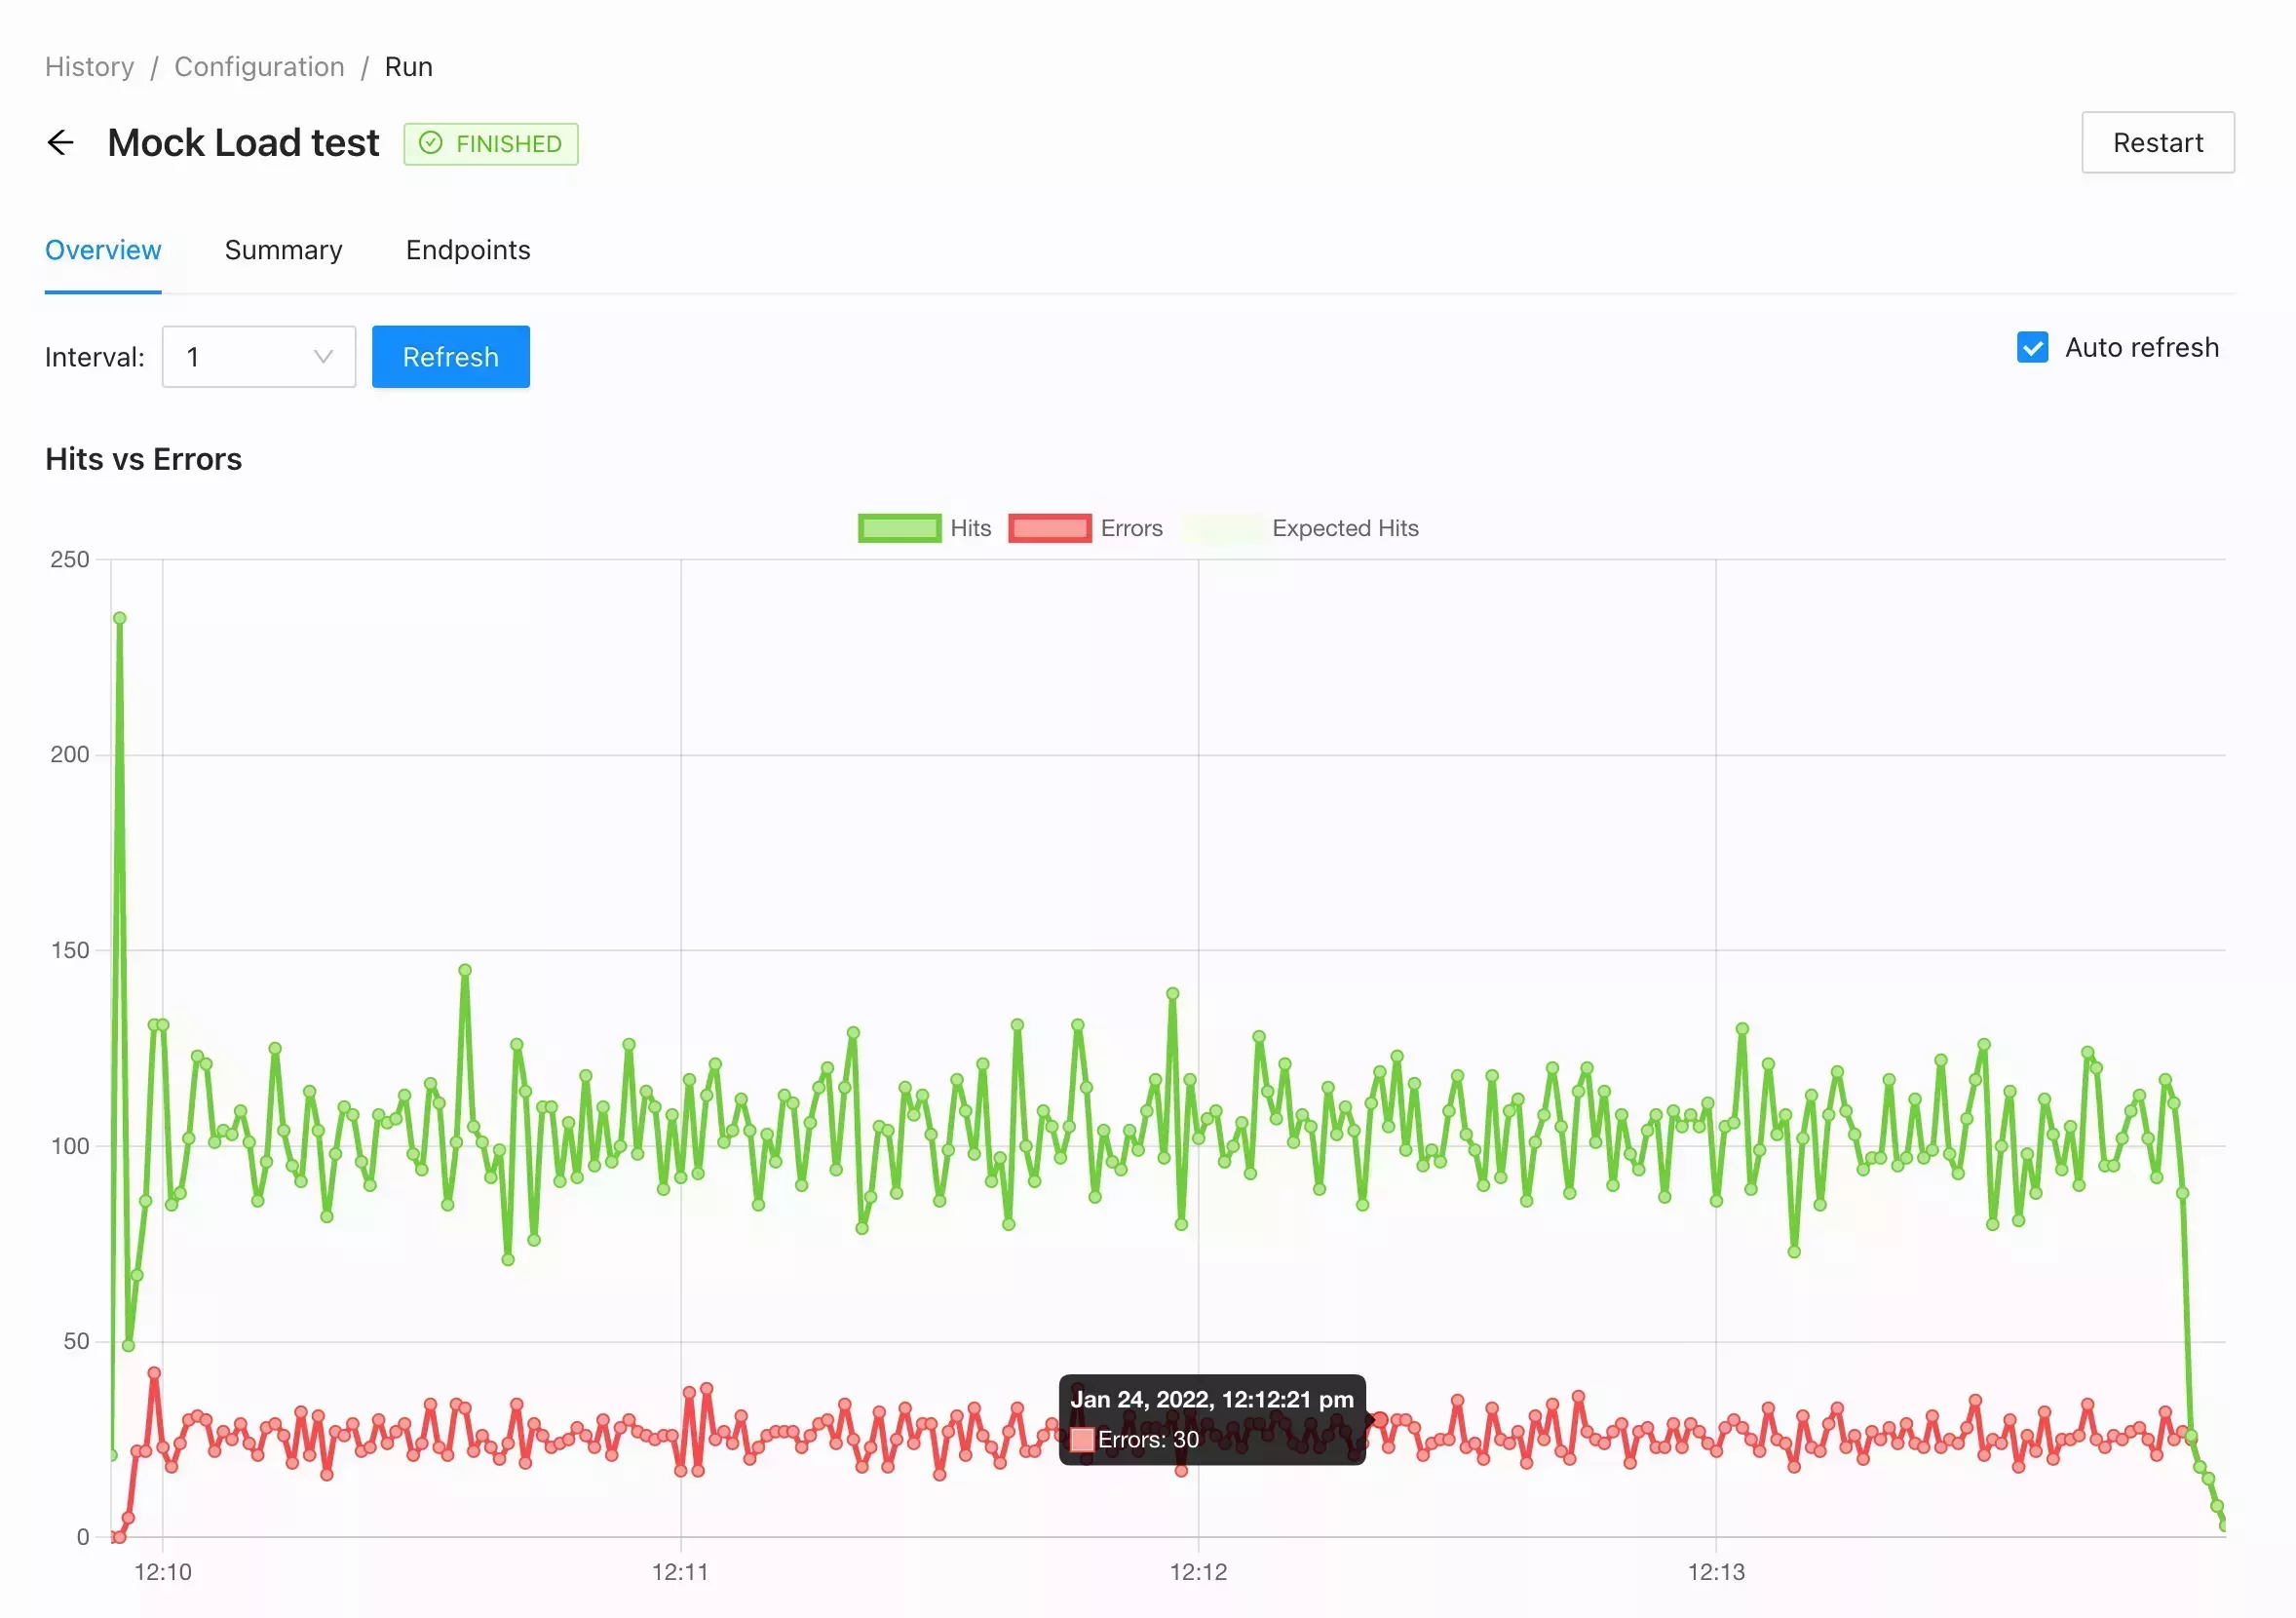 History / Configuration / Run
Mock Load test FINISHED Restart
Overview Summary Endpoints
Interval: 1 Refresh Auto refresh
Hits vs Errors
Hits Errors Expected Hits
250
200
150
100
50
Jan 24, 2022, 12:12:21 pm
Errors: 30
0
12:10 12:11 12:12 12:13